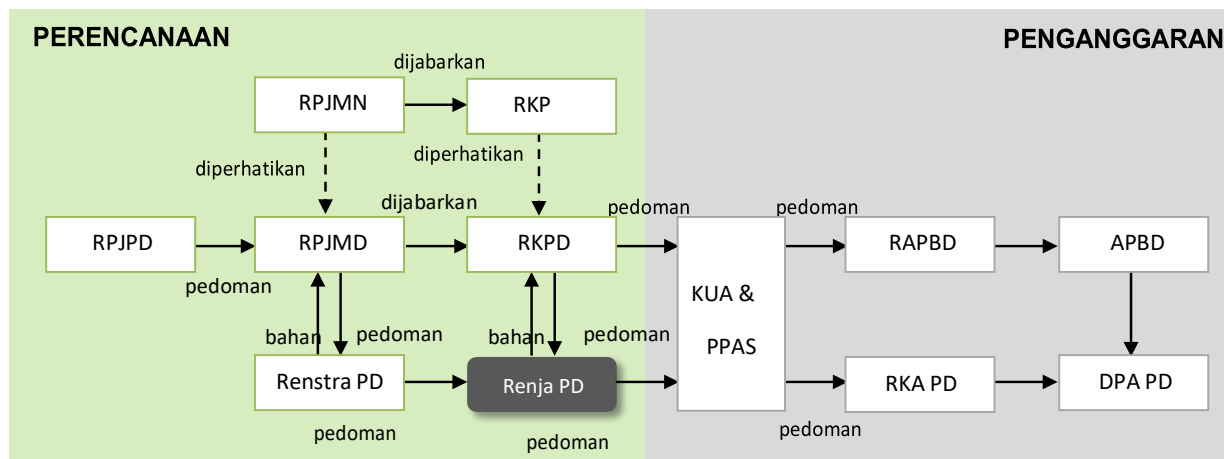 PERENCANAAN
PENGANGGARAN
dijabarkan
RPJMN
RKP
diperhatikan
diperhatikan
dijabarkan
pedoman
pedoman
RPJPD
RPJMD
RKPD
RAPBD
APBD
pedoman
KUA &
bahan
pedoman
bahan
pedoman
PPAS
Renstra PD
Renja PD
RKA PD
DPA PD
pedoman
pedoman
pedoman